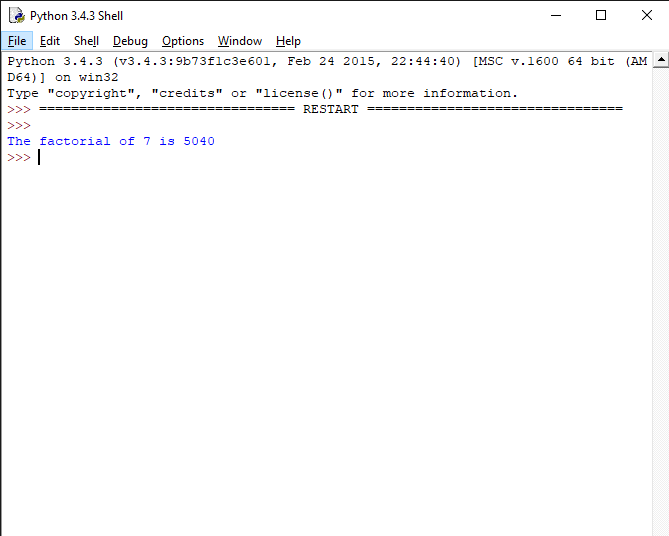 Python 3.4.3 Shell
File Edit Shell Debug Options Window Help
Python 3.4.3 (v3.4.3:9b73f1c3e601, Feb 24 2015, 22:44:40) [MSC v.1600 64 bit (AM
D64)] on win32
Type "copyright", "credits" or "license()" for more information.
>>> ================================ RESTART ================================
>>>
The factorial of 7 is 5040
>>>